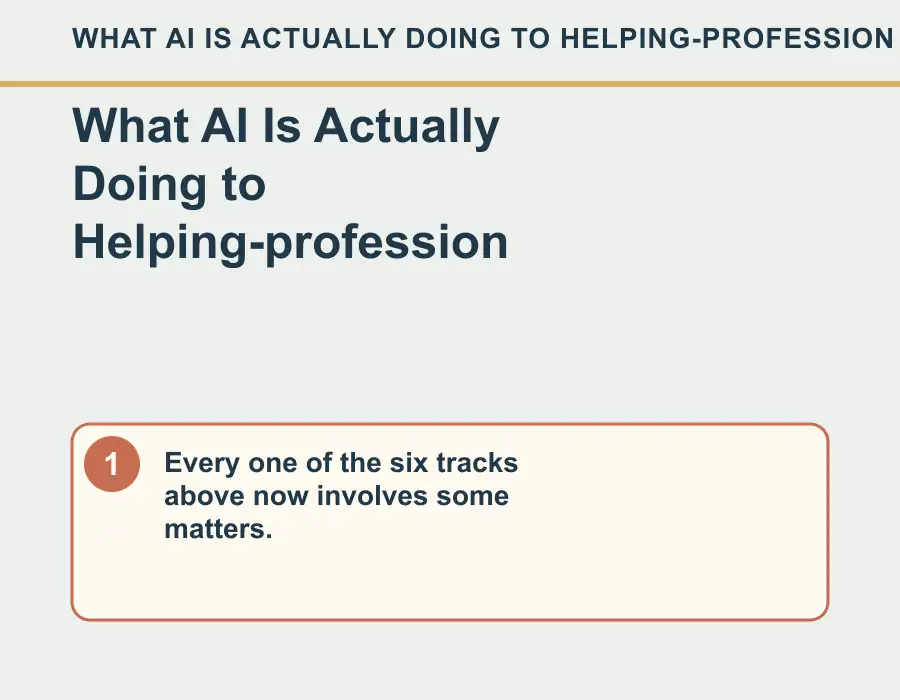 WHAT AI IS ACTUALLY DOING TO HELPING-PROFESSION
What AI Is Actually
Doing to
Helping-profession
1
Every one of the six tracks
above now involves some
matters.